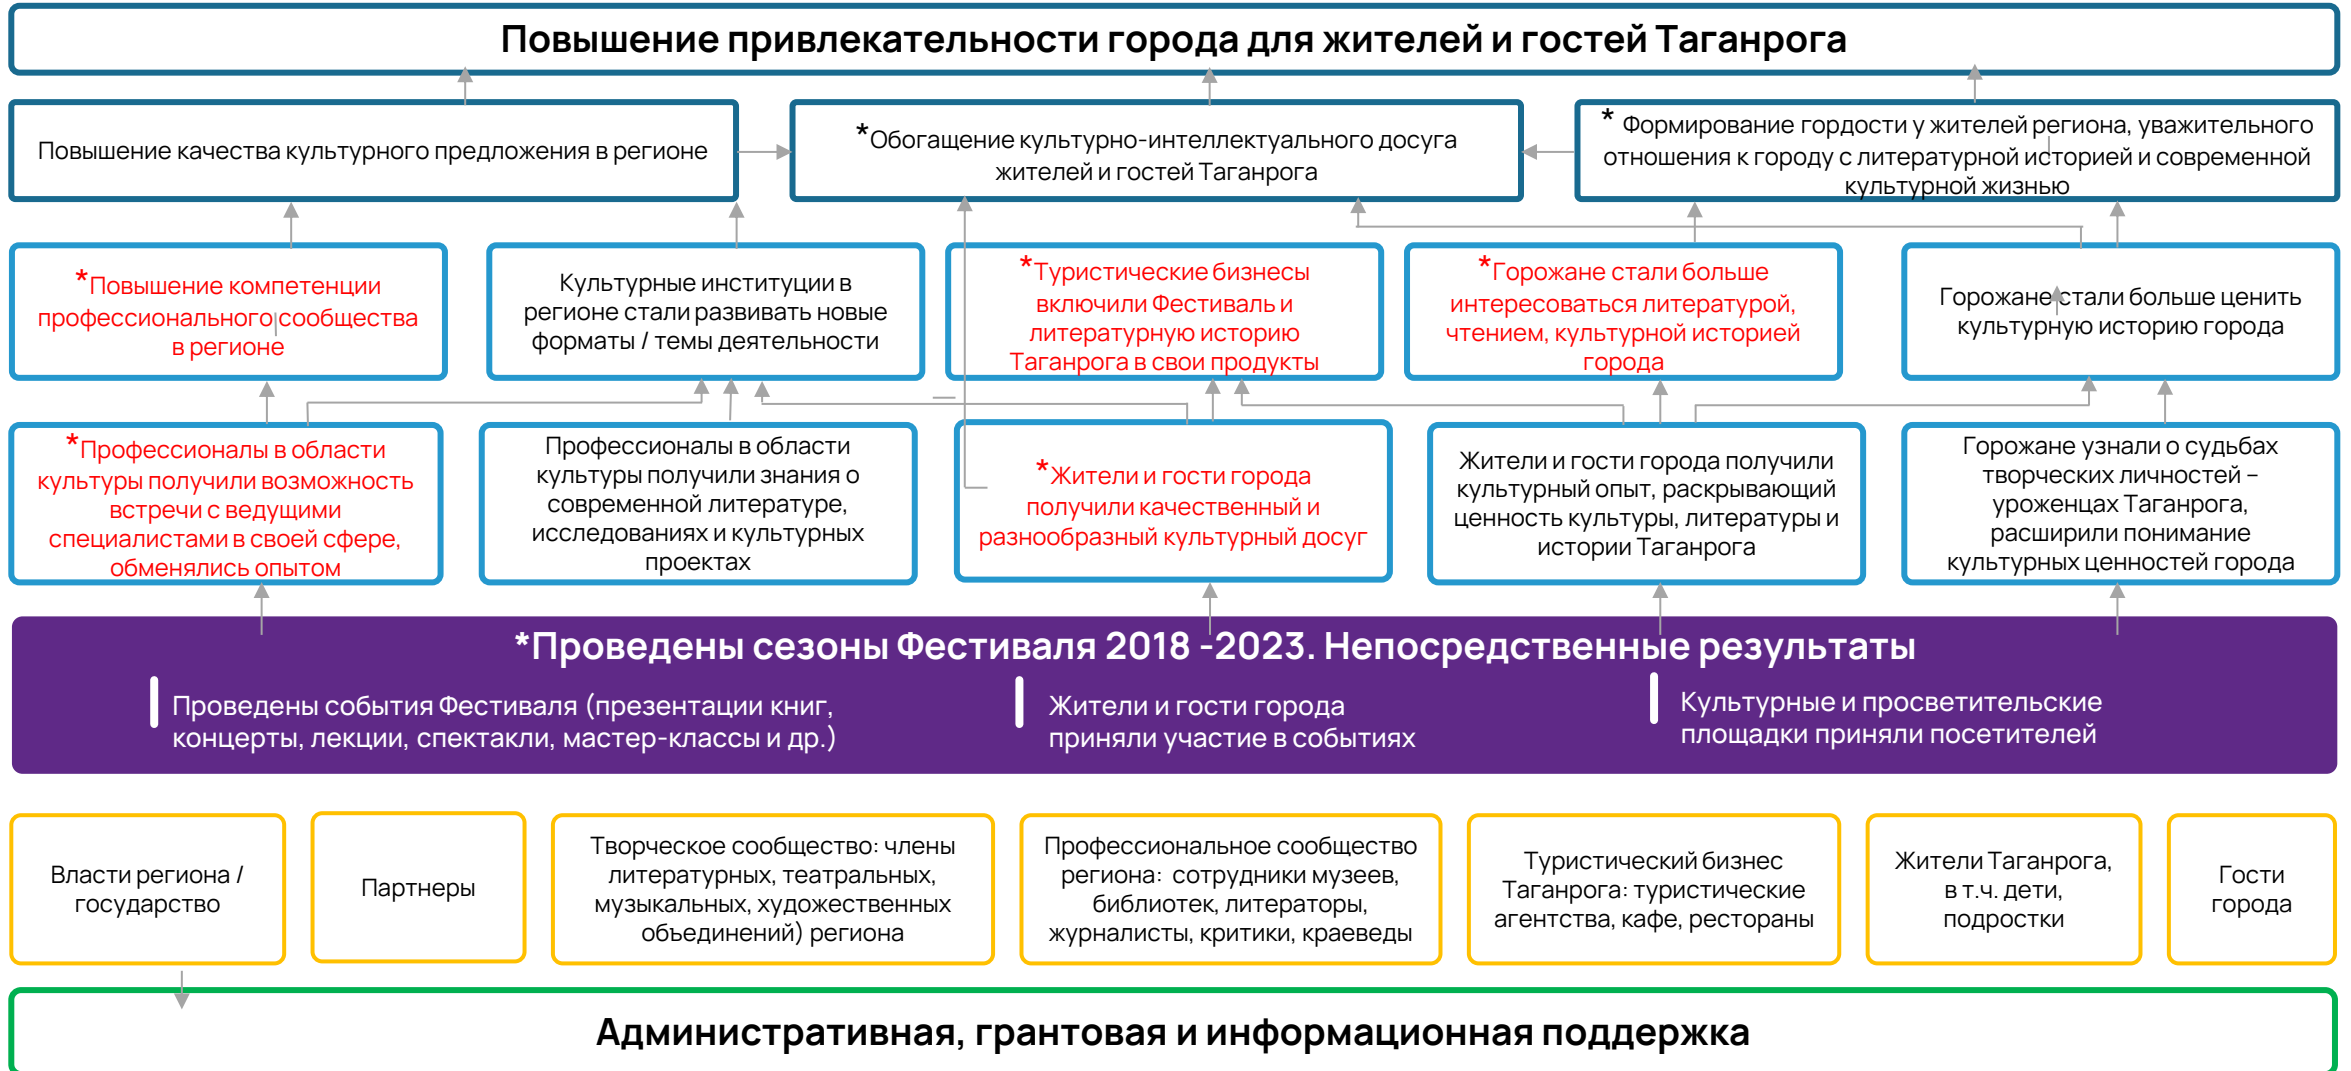 Повышение привлекательности города для жителей и гостей Таганрога
Повышение качества культурного предложения в регионе
*Обогащение культурно-интеллектуального досуга
жителей и гостей Таганрога
* Формирование гордости у жителей региона, уважительного
отношения к городу с литературной историей и современной
культурной жизнью
*Повышение компетенции
профессионального сообщества
в регионе
Культурные институции в
регионе стали развивать новые
форматы / темы деятельности
*Туристические бизнесы
включили Фестиваль и
литературную историю
Таганрога в свои продукты
*Горожане стали больше
интересоваться литературой,
чтением, культурной историей
города
Горожане стали больше ценить
культурную историю города
*Профессионалы в области
культуры получили возможность
встречи с ведущими
специалистами в своей сфере,
обменялись опытом
Профессионалы в области
культуры получили знания о
современной литературе,
исследованиях и культурных
проектах
*Жители и гости города
получили качественный и
разнообразный культурный досуг
Жители и гости города получили
культурный опыт, раскрывающий
ценность культуры, литературы и
истории Таганрога
Горожане узнали о судьбах
творческих личностей –
уроженцах Таганрога,
расширили понимание
культурных ценностей города
*Проведены сезоны Фестиваля 2018 -2023. Непосредственные результаты
Проведены события Фестиваля (презентации книг,
концерты, лекции, спектакли, мастер-классы и др.)
Жители и гости города
приняли участие в событиях
Культурные и просветительские
площадки приняли посетителей
Власти региона /
государство
Партнеры
Творческое сообщество: члены
литературных, театральных,
музыкальных, художественных
объединений) региона
Профессиональное сообщество
региона: сотрудники музеев,
библиотек, литераторы,
журналисты, критики, краеведы
Туристический бизнес
Таганрога: туристические
агентства, кафе, рестораны
Жители Таганрога,
в т.ч. дети,
подростки
Гости
города
Административная, грантовая и информационная поддержка